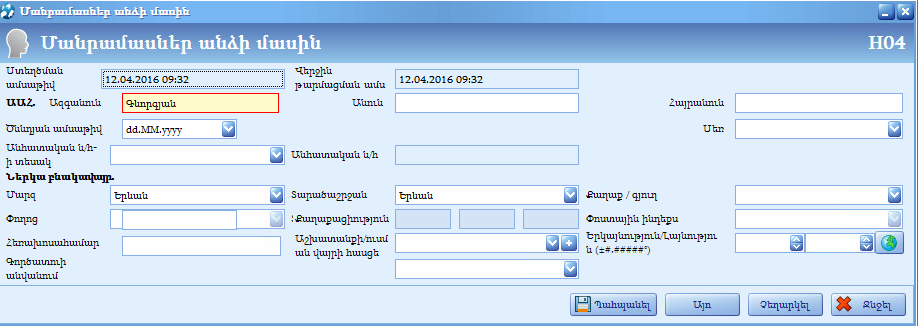 Մանրամասներ անձի մասին
Մանրամասներ անձի մասին H04
Ստեղծման ամսաթիվ 12.04.2016 09:32 Վերջին թարմացման ամս 12.04.2016 09:32
ԱԱՀ. Ազգանուն Գևորգյան Անուն Հայրանուն
Ծննդյան ամսաթիվ dd.MM.yyyy Սեռ
Անհատական ն/հ-ի տեսակ Անհատական ն/հ
Ներկա բնակավայր.
Մարզ Երևան Տարածաշրջան Երևան Քաղաք / գյուղ
Փողոց Քաղաքացիություն Փոստային ինդեքս
Հեռախոսահամար Աշխատանքի/ուսման վայրի հասցե Երկայնություն/Լայնություն (±#.#####°)
Գործատուի անվանում
Պահպանել Այո Չեղարկել Ջնջել